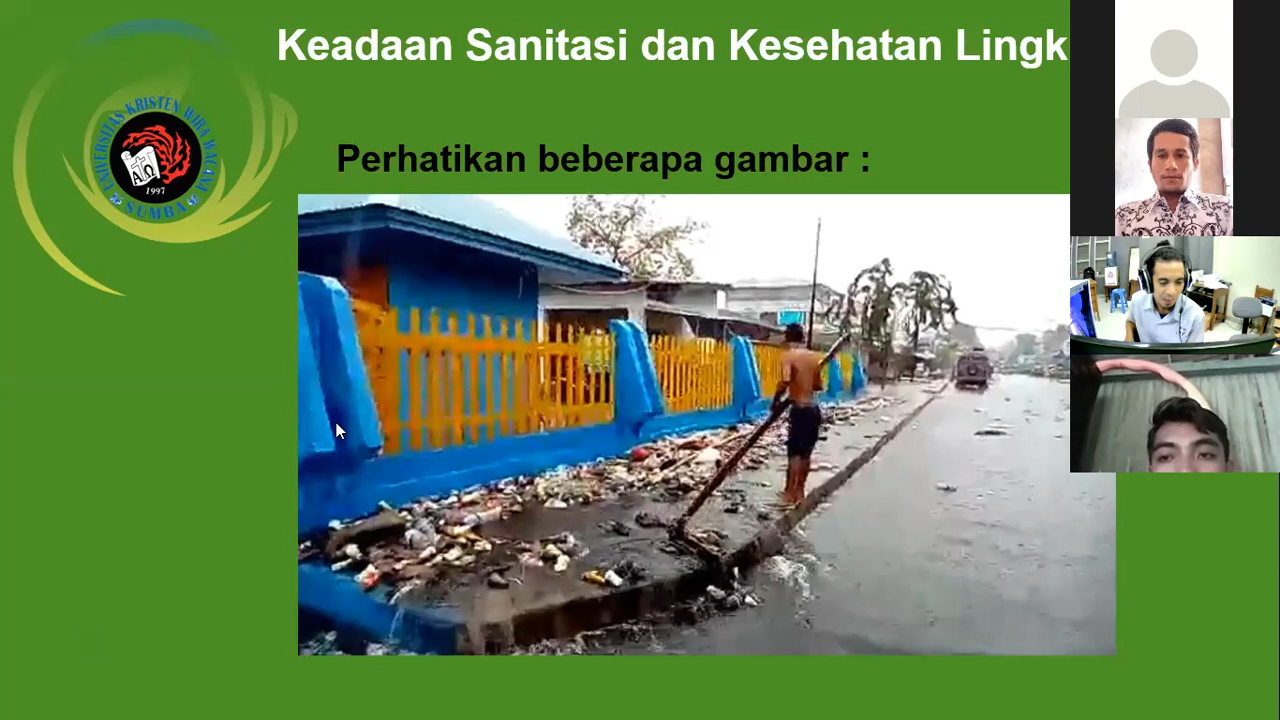 Keadaan Sanitasi dan Kesehatan Lingk
UNIVERSITAS KRISTEN WIRA WACANA
SUMBA
A Ω
1997
Perhatikan beberapa gambar :